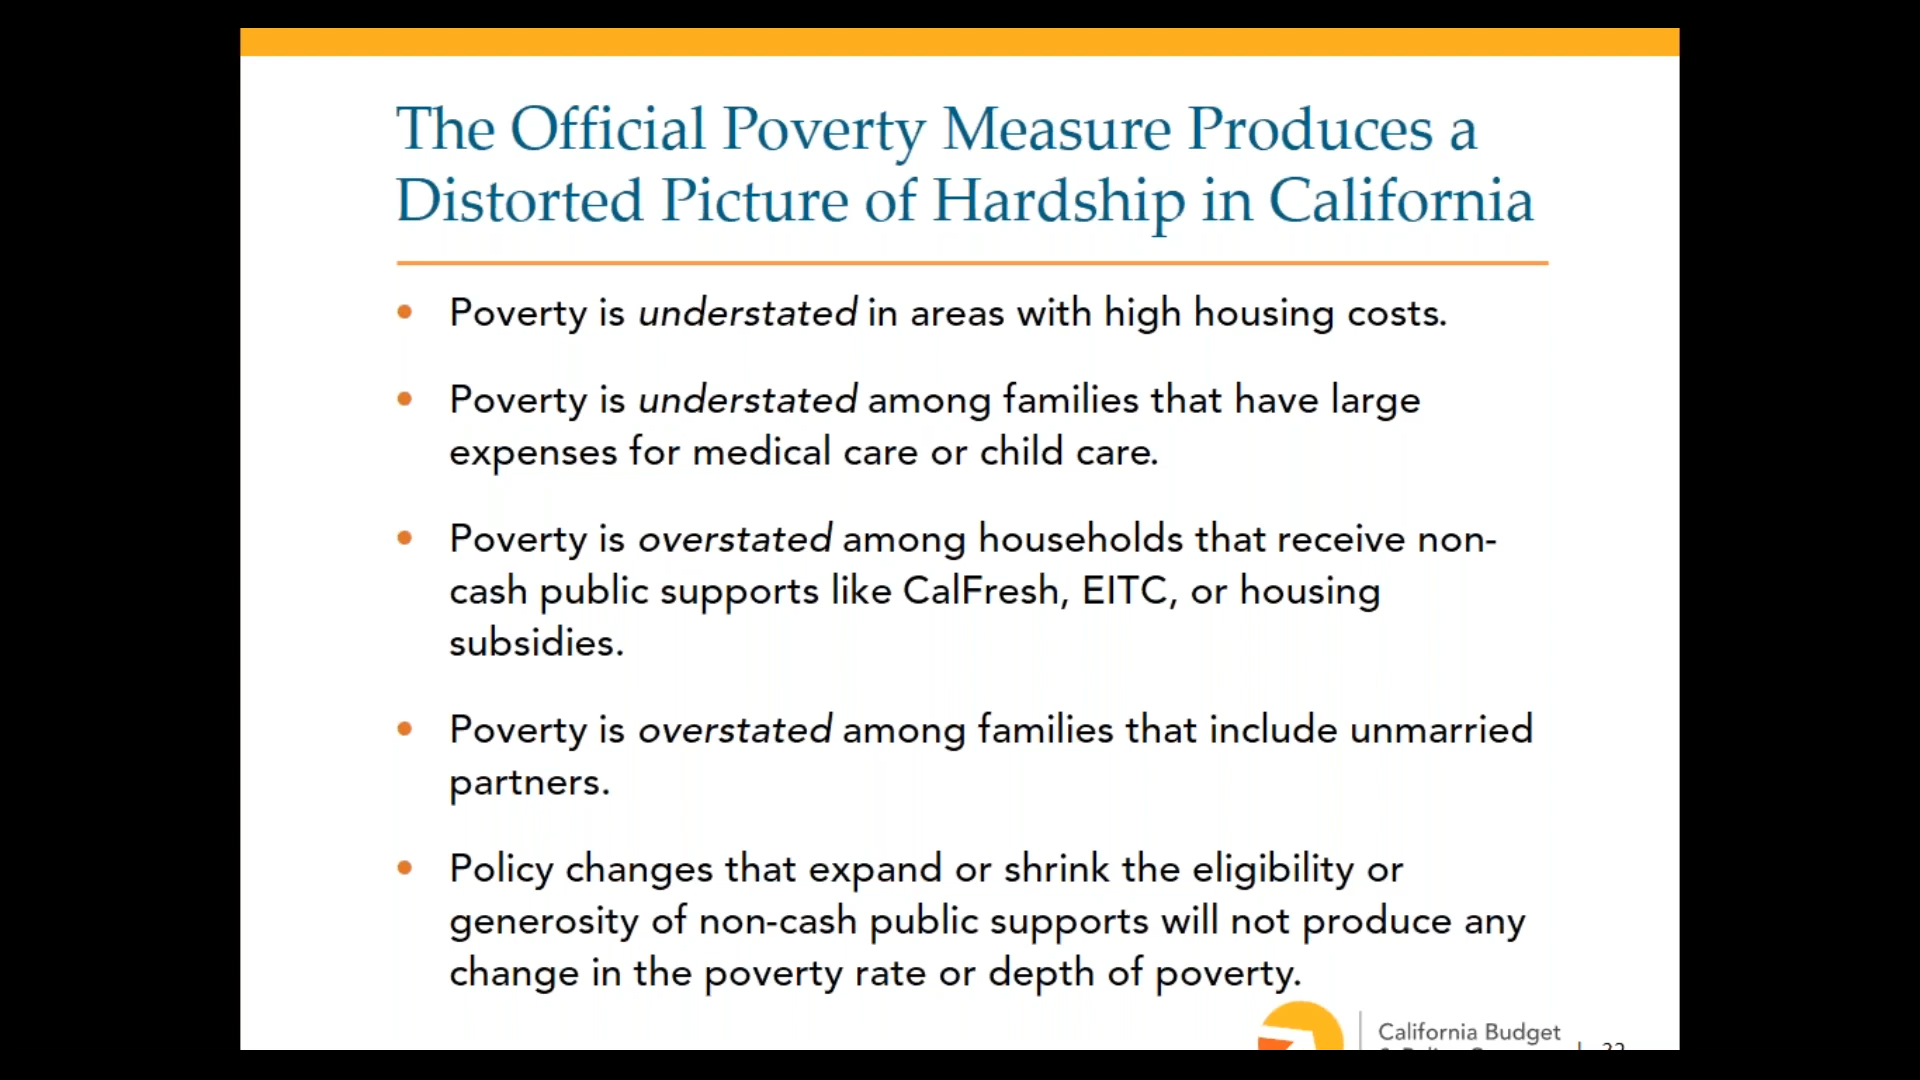 The Official Poverty Measure Produces a
Distorted Picture of Hardship in California
• Poverty is understated in areas with high housing costs.
• Poverty is understated among families that have large
expenses for medical care or child care.
• Poverty is overstated among households that receive non-
cash public supports like CalFresh, EITC, or housing
subsidies.
• Poverty is overstated among families that include unmarried
partners.
• Policy changes that expand or shrink the eligibility or
generosity of non-cash public supports will not produce any
change in the poverty rate or depth of poverty.
California Budget